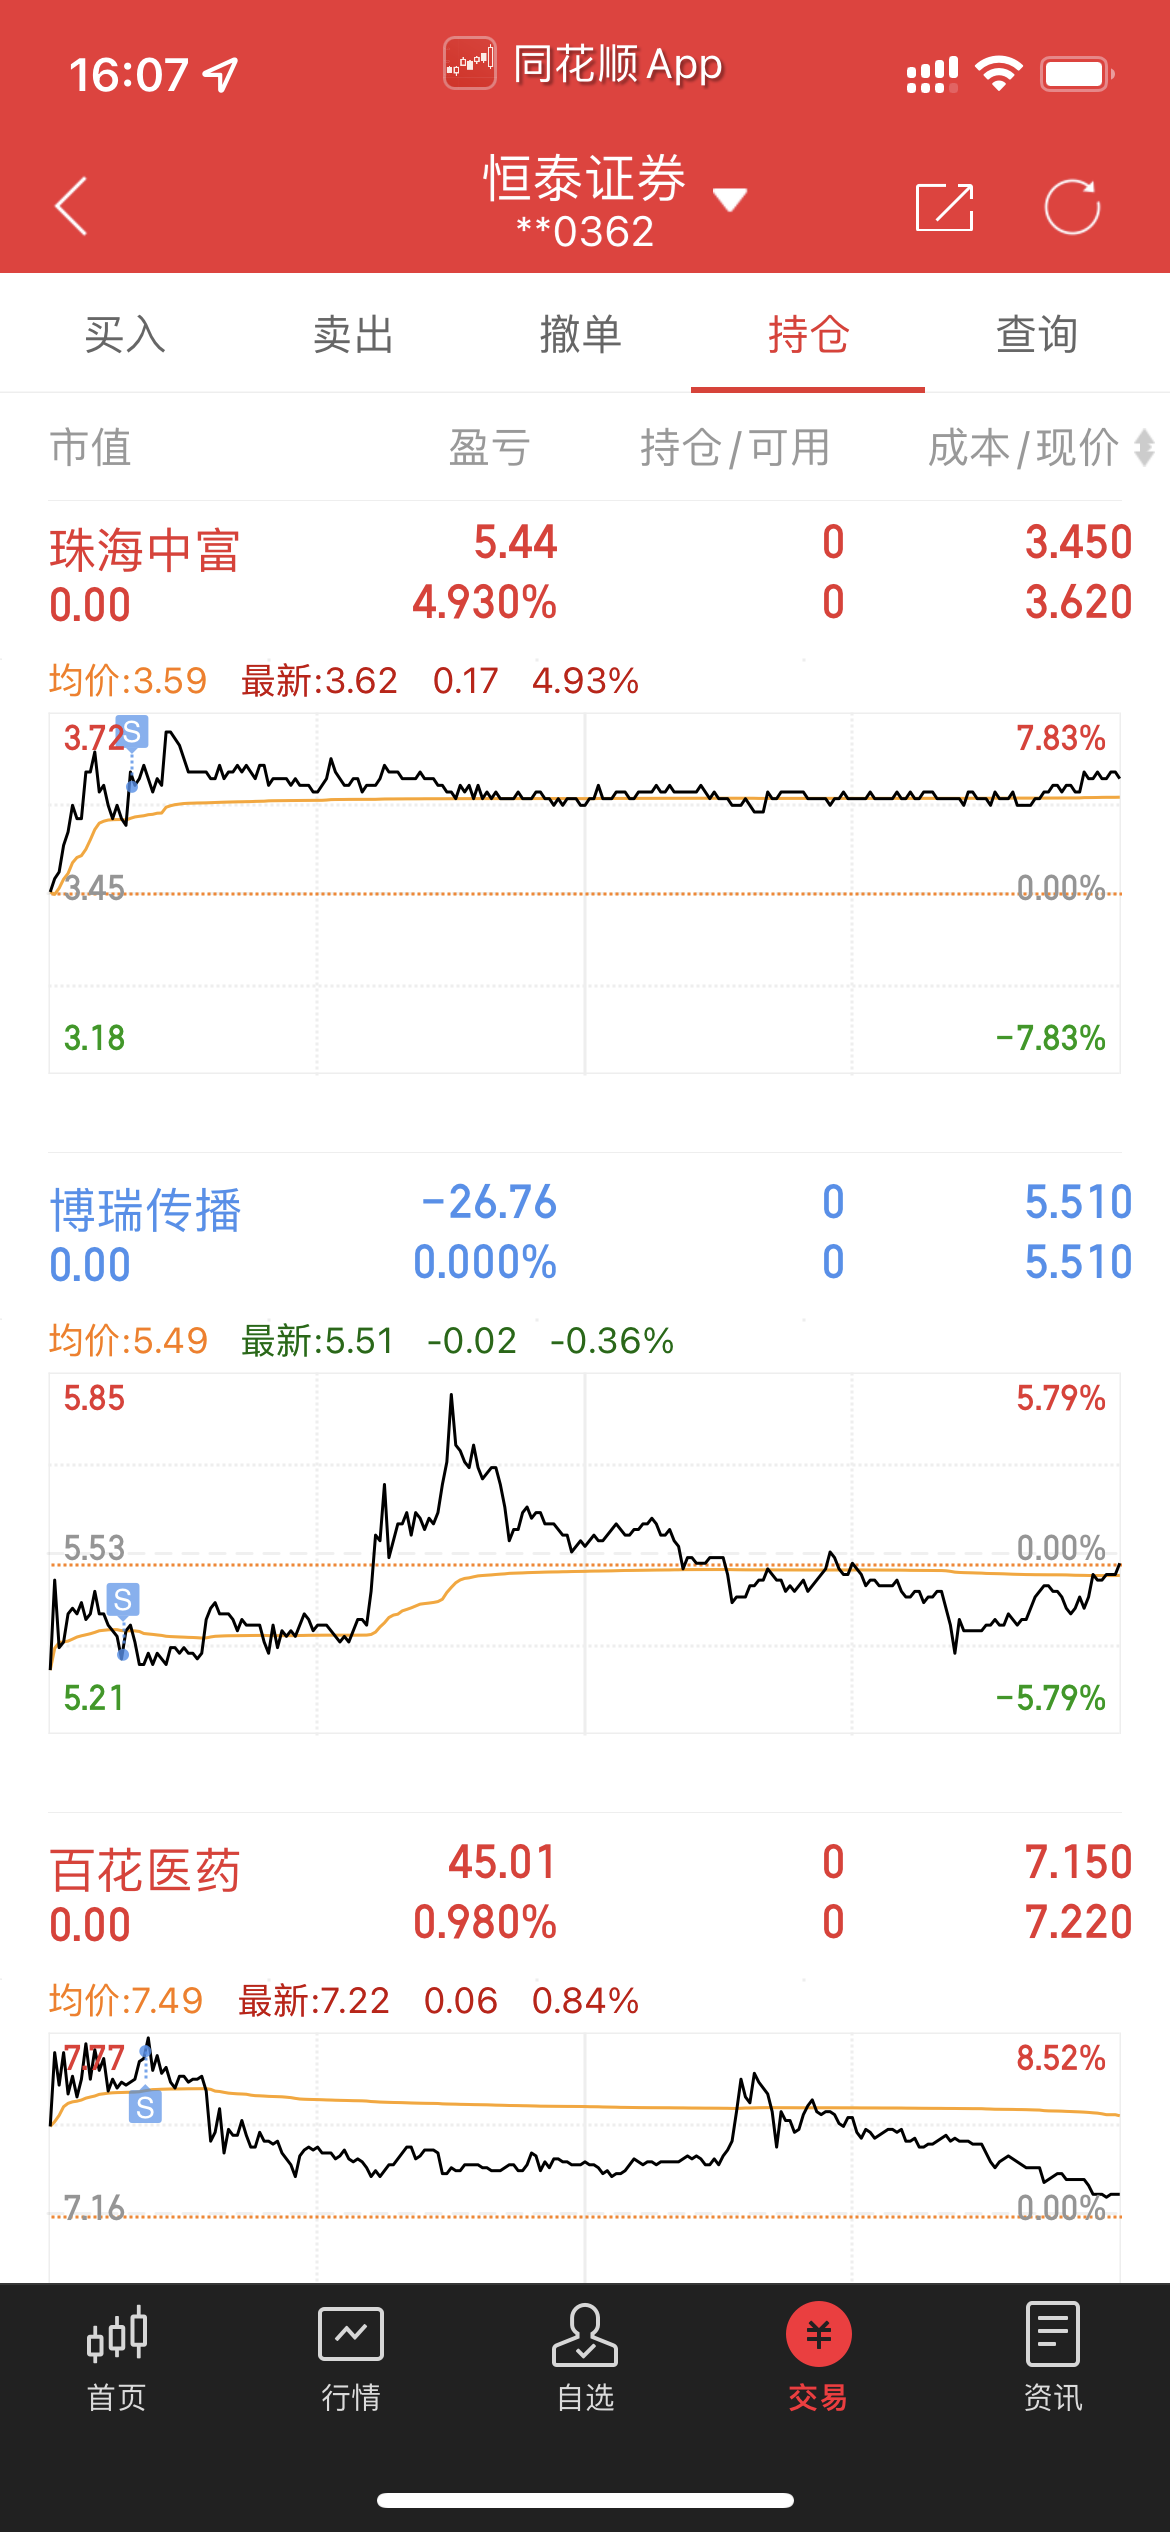 16:07
同花顺 App
恒泰证券
**0362
买入 卖出 撤单 持仓 查询
市值 盈亏 持仓/可用 成本/现价
珠海中富 5.44 0 3.450
0.00 4.930% 0 3.620
均价:3.59 最新:3.62 0.17 4.93%
3.72 S 7.83%
3.45 0.00%
3.18 -7.83%
博瑞传播 -26.76 0 5.510
0.00 0.000% 0 5.510
均价:5.49 最新:5.51 -0.02 -0.36%
5.85 5.79%
5.53 0.00%
S
5.21 -5.79%
百花医药 45.01 0 7.150
0.00 0.980% 0 7.220
均价:7.49 最新:7.22 0.06 0.84%
7.77 8.52%
S
7.16 0.00%
首页 行情 自选 交易 资讯